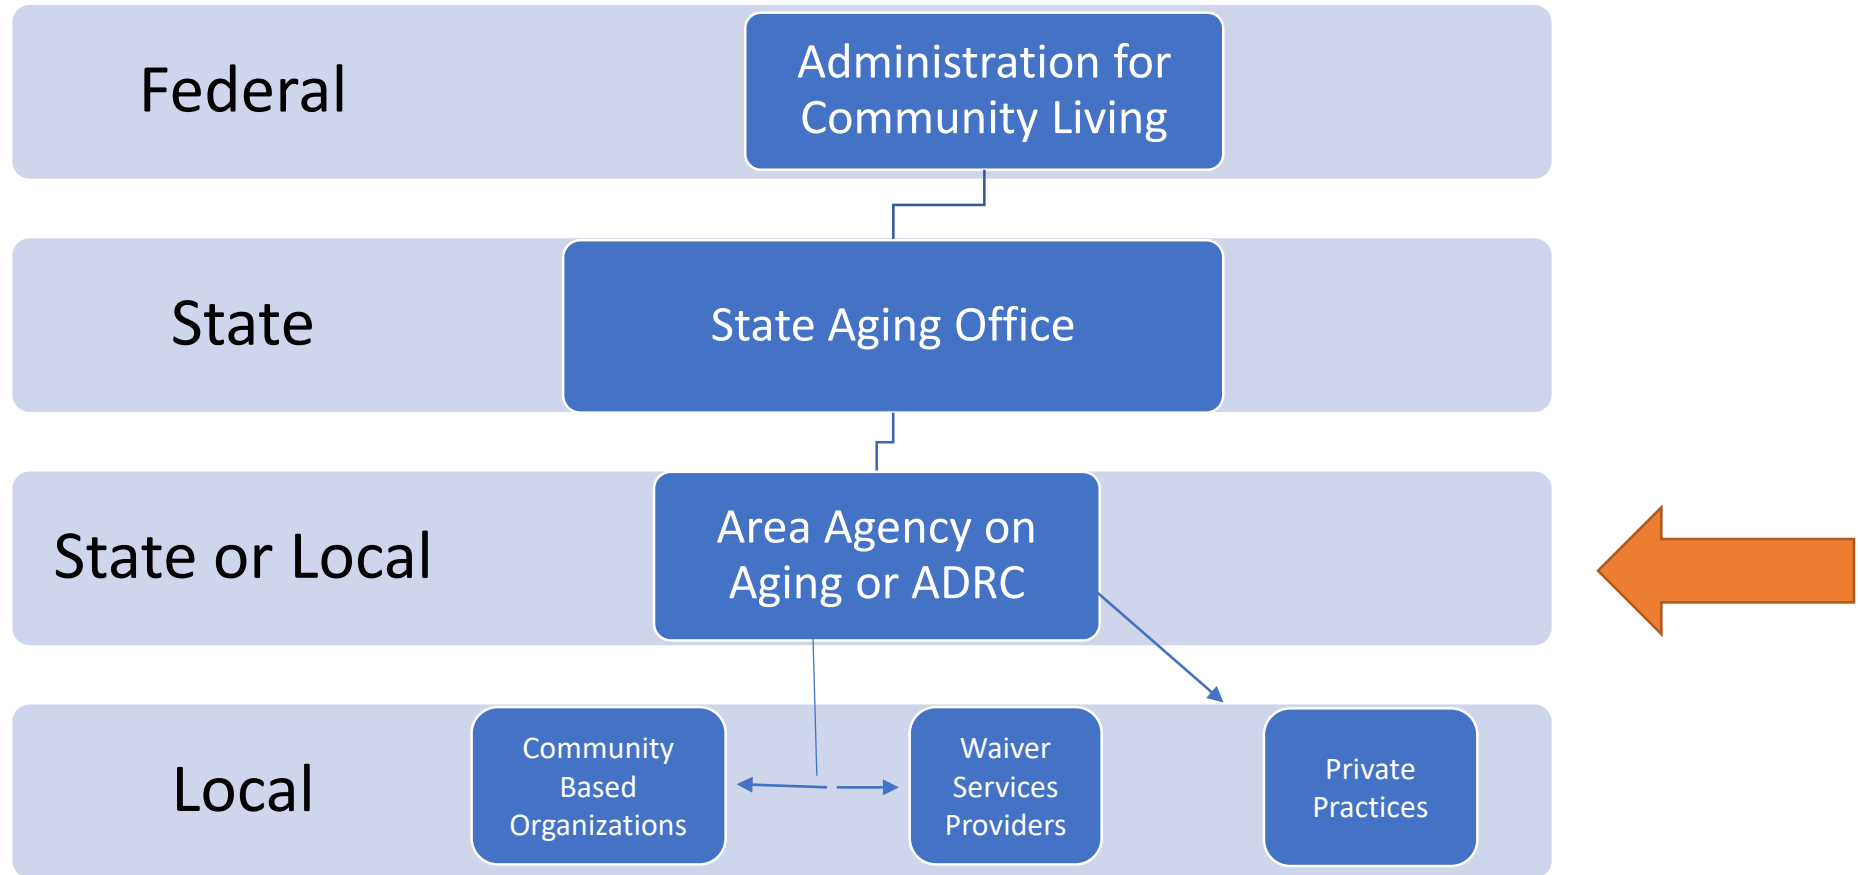 Federal
Administration for
Community Living
State
State Aging Office
State or Local
Area Agency on
Aging or ADRC
Local
Community
Based
Organizations
Waiver
Services
Providers
Private
Practices